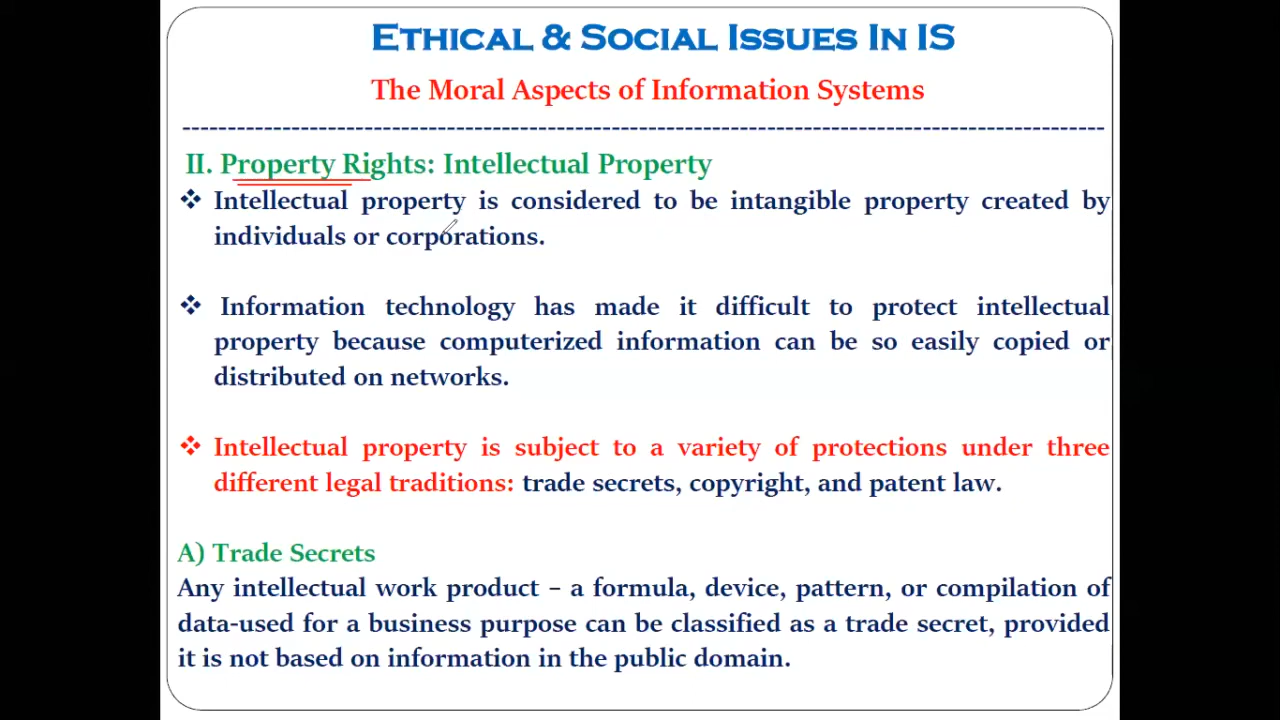 ETHICAL & SOCIAL ISSUES IN IS
The Moral Aspects of Information Systems
II. Property Rights: Intellectual Property
❖ Intellectual property is considered to be intangible property created by
individuals or corporations.
❖ Information technology has made it difficult to protect intellectual
property because computerized information can be so easily copied or
distributed on networks.
❖ Intellectual property is subject to a variety of protections under three
different legal traditions: trade secrets, copyright, and patent law.
A) Trade Secrets
Any intellectual work product – a formula, device, pattern, or compilation of
data-used for a business purpose can be classified as a trade secret, provided
it is not based on information in the public domain.